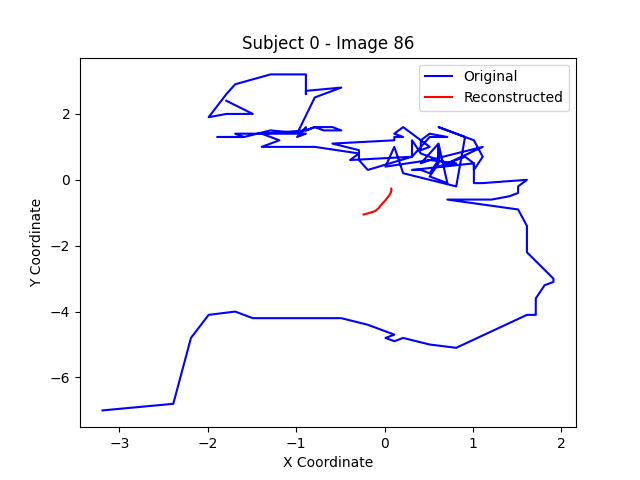 Subject 0 - Image 86
Original
Reconstructed
2
0
−2
−4
−6
Y Coordinate
−3
−2
−1
0
1
2
X Coordinate